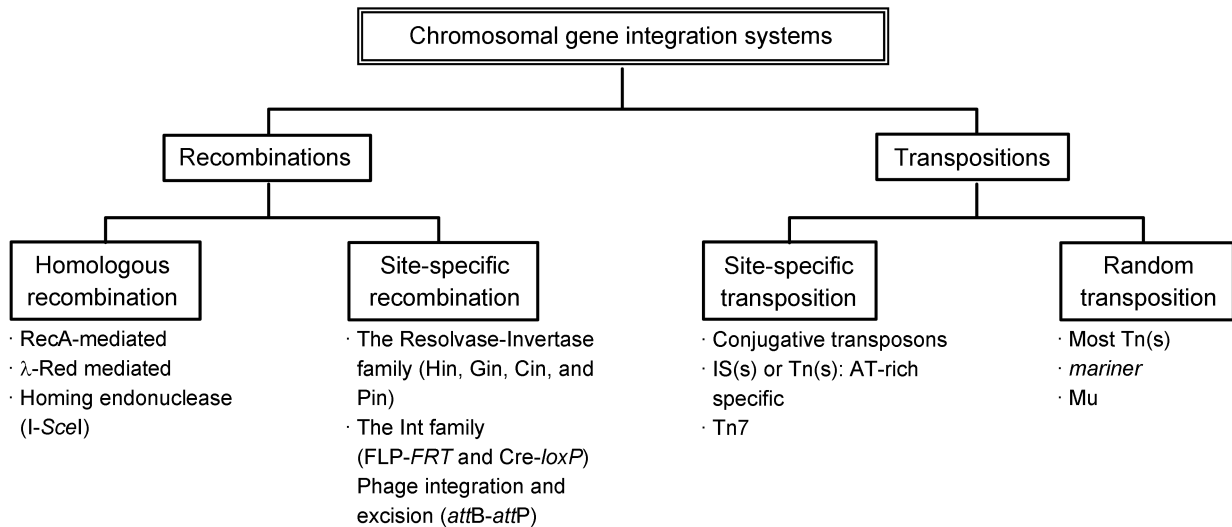 Chromosomal gene integration systems
Recombinations
Transpositions
Homologous
recombination
· RecA-mediated
· λ-Red mediated
· Homing endonuclease
(I-SceI)
Site-specific
recombination
· The Resolvase-Invertase
family (Hin, Gin, Cin, and
Pin)
· The Int family
(FLP-FRT and Cre-loxP)
Phage integration and
excision (attB-attP)
Site-specific
transposition
· Conjugative transposons
· IS(s) or Tn(s): AT-rich
specific
· Tn7
Random
transposition
· Most Tn(s)
· mariner
· Mu